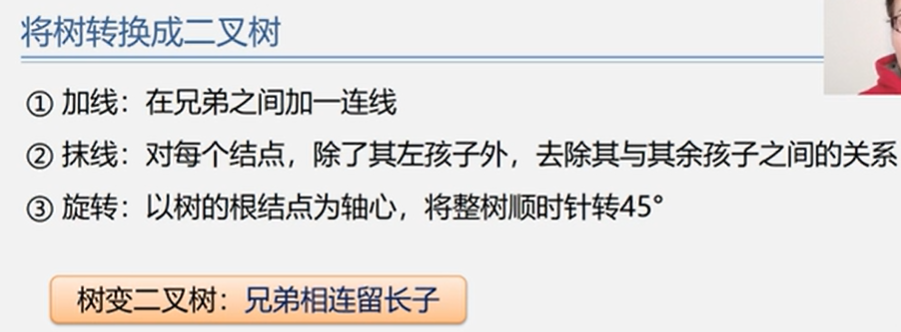 将树转换成二叉树
① 加线：在兄弟之间加一连线
② 抹线：对每个结点，除了其左孩子外，去除其与其余孩子之间的关系
③ 旋转：以树的根结点为轴心，将整树顺时针转45°
树变二叉树：兄弟相连留长子